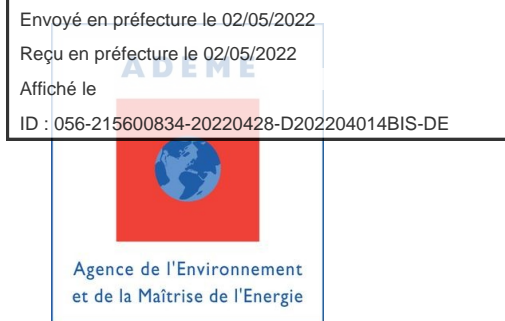 Envoyé en préfecture le 02/05/2022
Reçu en préfecture le 02/05/2022
ADEME
Affiché le
ID : 056-215600834-20220428-D202204014BIS-DE
Agence de l'Environnement
et de la Maîtrise de l'Energie